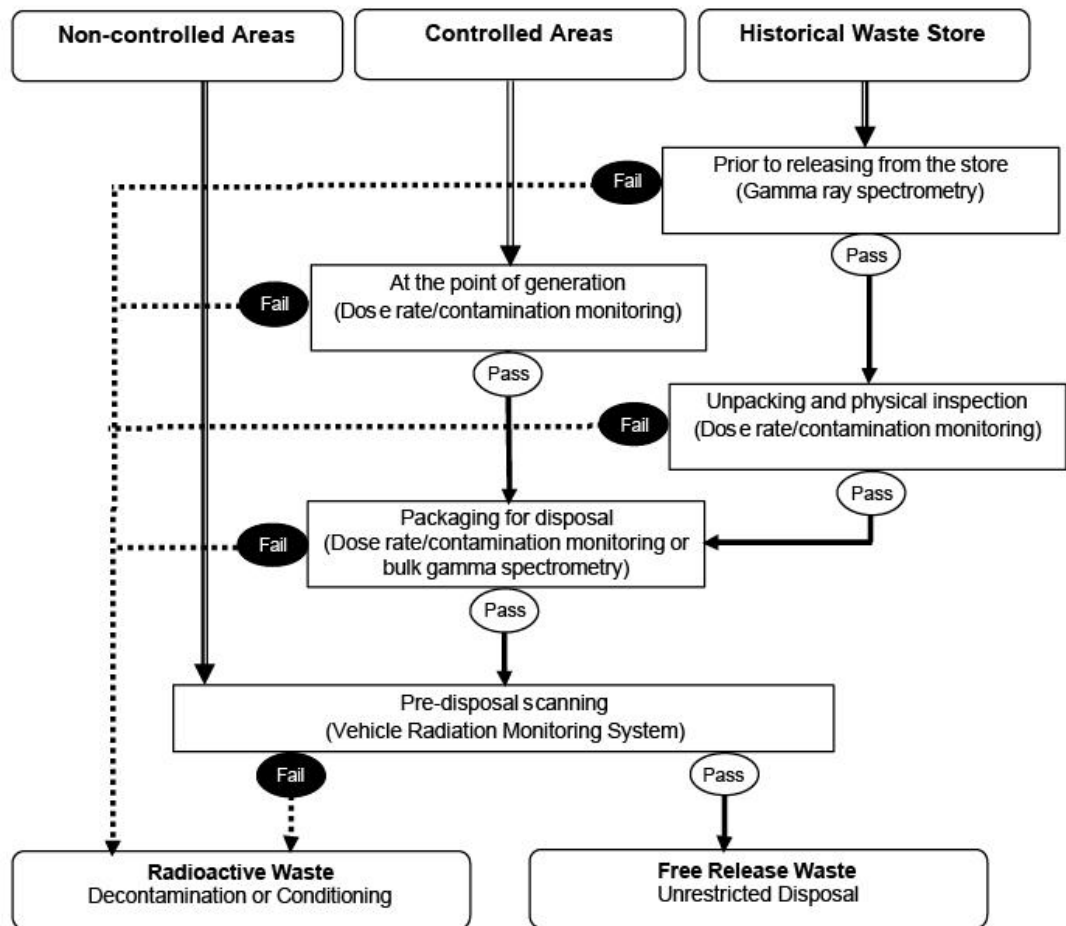 Non-controlled Areas
Controlled Areas
Historical Waste Store
Prior to releasing from the store
(Gamma ray spectrometry)
Fail
Pass
At the point of generation
(Dose rate/contamination monitoring)
Fail
Pass
Unpacking and physical inspection
(Dose rate/contamination monitoring)
Fail
Pass
Packaging for disposal
(Dose rate/contamination monitoring or
bulk gamma spectrometry)
Fail
Pass
Pre-disposal scanning
(Vehicle Radiation Monitoring System)
Fail
Pass
Radioactive Waste
Decontamination or Conditioning
Free Release Waste
Unrestricted Disposal